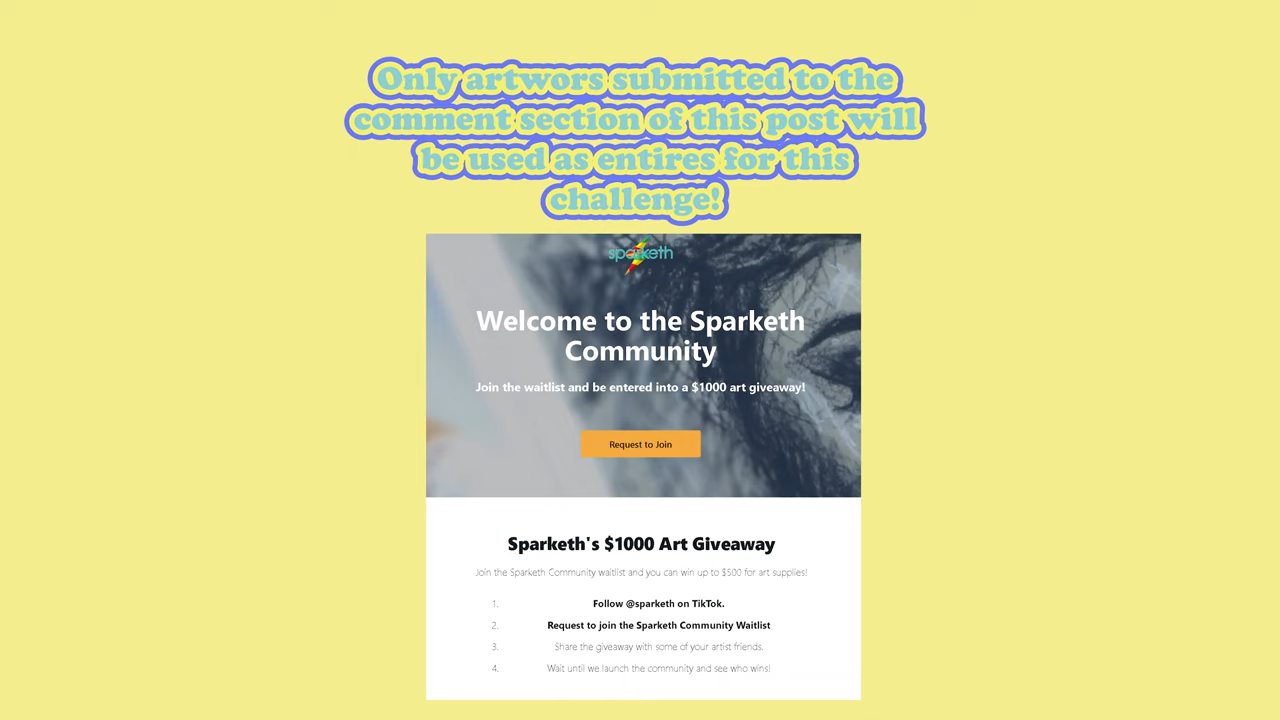 Only artwors submitted to the
comment section of this post will
be used as entires for this
challenge!
sparketh
Welcome to the Sparketh
Community
Join the waitlist and be entered into a $1000 art giveaway!
Request to Join
Sparketh's $1000 Art Giveaway
Join the Sparketh Community waitlist and you can win up to $500 for art supplies!
1. Follow @sparketh on TikTok.
2. Request to join the Sparketh Community Waitlist
3. Share the giveaway with some of your artist friends.
4. Wait until we launch the community and see who wins!